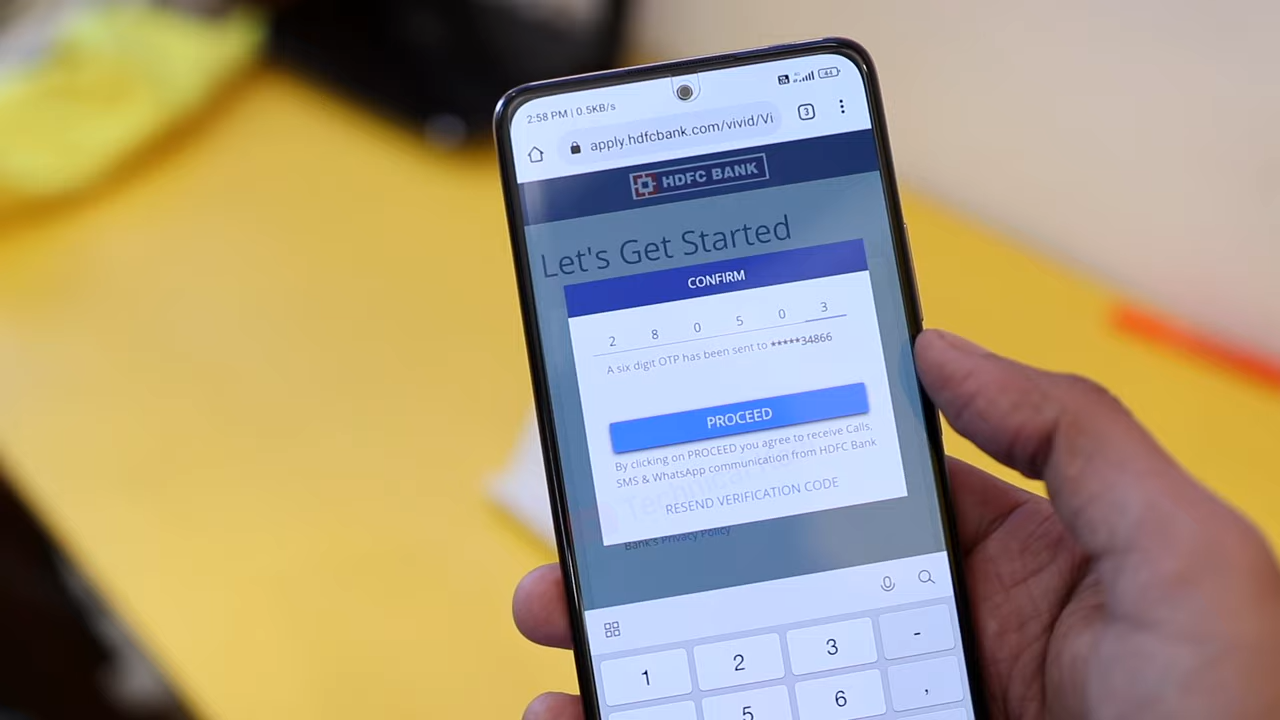 2:58 PM | 0.5KB/s
44
apply.hdfcbank.com/vivid/Vi
3
HDFC BANK
Let's Get Started
CONFIRM
2 8 0 5 0 3
A six digit OTP has been sent to *****34866
PROCEED
By clicking on PROCEED you agree to receive Calls,
SMS & WhatsApp communication from HDFC Bank
RESEND VERIFICATION CODE
Bank's Privacy Policy
1 2 3 -
5 6 ,